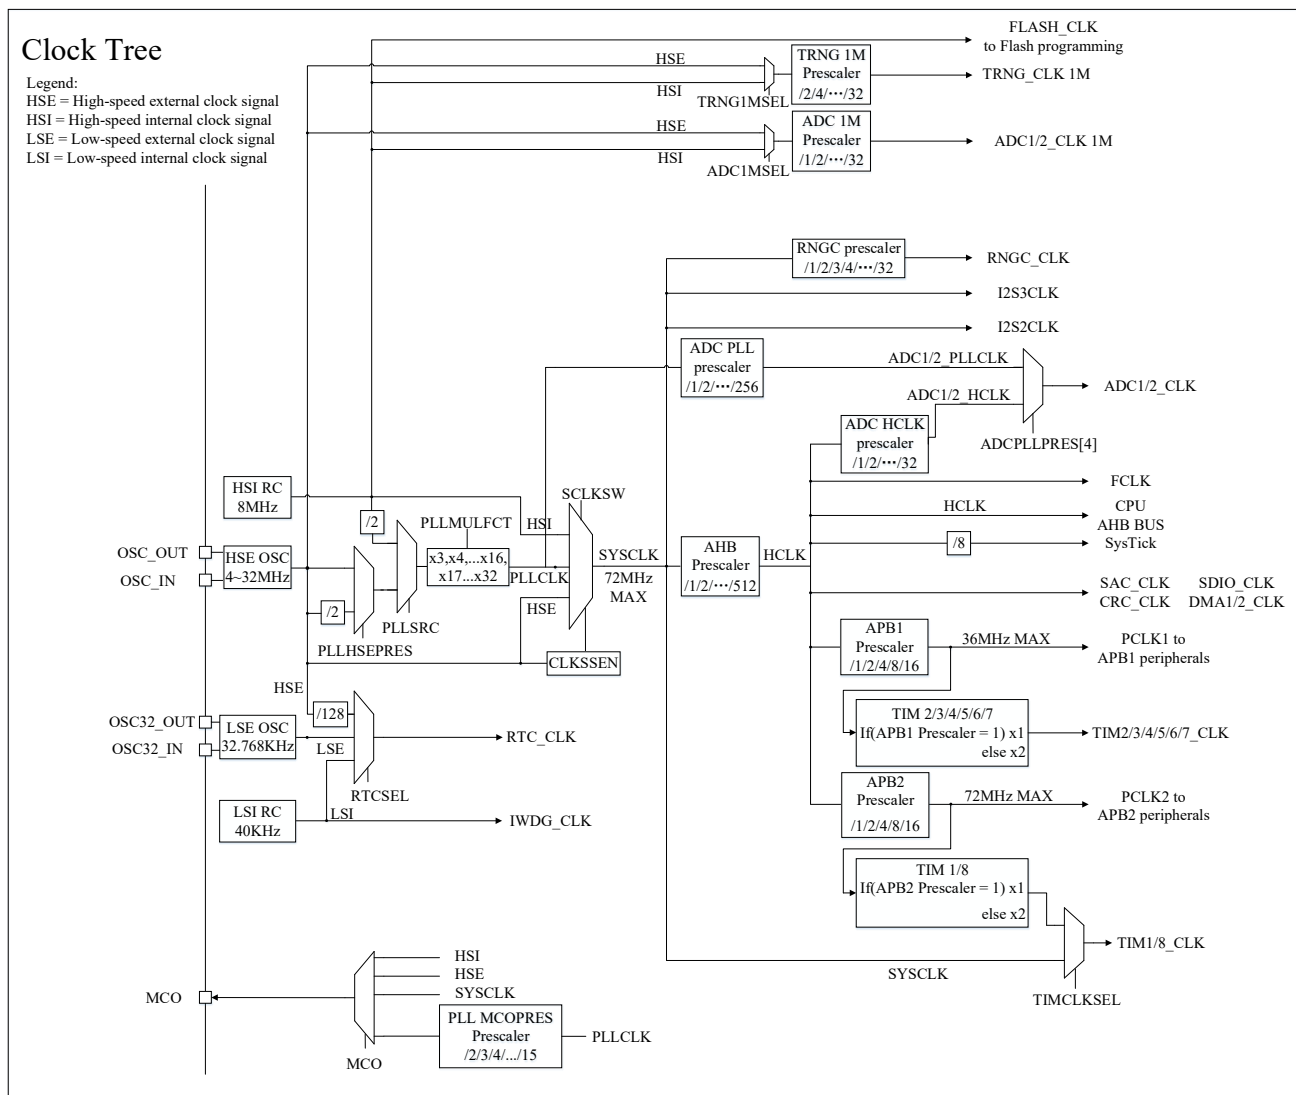 Clock Tree
Legend:
HSE = High-speed external clock signal
HSI = High-speed internal clock signal
LSE = Low-speed external clock signal
LSI = Low-speed internal clock signal
FLASH_CLK
to Flash programming
HSE
HSI
TRNG1MSEL
TRNG 1M
Prescaler
/2/4/⋯/32
TRNG_CLK 1M
HSE
HSI
ADC1MSEL
ADC 1M
Prescaler
/1/2/⋯/32
ADC1/2_CLK 1M
RNGC prescaler
/1/2/3/4/⋯/32
RNGC_CLK
I2S3CLK
I2S2CLK
ADC PLL
prescaler
/1/2/⋯/256
ADC1/2_PLLCLK
ADC1/2_HCLK
ADC1/2_CLK
ADCPLLPRES[4]
ADC HCLK
prescaler
/1/2/⋯/32
FCLK
HCLK
CPU
AHB BUS
/8
SysTick
HSI RC
8MHz
/2
PLLMULFCT
SCLKSW
HSI
OSC_OUT
OSC_IN
HSE OSC
4~32MHz
x3,x4,...x16,
x17...x32
PLLCLK
SYSCLK
72MHz
MAX
AHB
Prescaler
/1/2/⋯/512
HCLK
HSE
/2
PLLSRC
PLLHSEPRES
CLKSSEN
SAC_CLK
SDIO_CLK
CRC_CLK
DMA1/2_CLK
APB1
Prescaler
/1/2/4/8/16
36MHz MAX
PCLK1 to
APB1 peripherals
HSE
/128
OSC32_OUT
OSC32_IN
LSE OSC
32.768KHz
LSE
RTC_CLK
RTCSEL
TIM 2/3/4/5/6/7
If(APB1 Prescaler = 1) x1
else x2
TIM2/3/4/5/6/7_CLK
LSI RC
40KHz
LSI
IWDG_CLK
APB2
Prescaler
/1/2/4/8/16
72MHz MAX
PCLK2 to
APB2 peripherals
TIM 1/8
If(APB2 Prescaler = 1) x1
else x2
TIM1/8_CLK
SYSCLK
TIMCLKSEL
HSI
HSE
SYSCLK
MCO
PLL MCOPRES
Prescaler
/2/3/4/.../15
PLLCLK
MCO